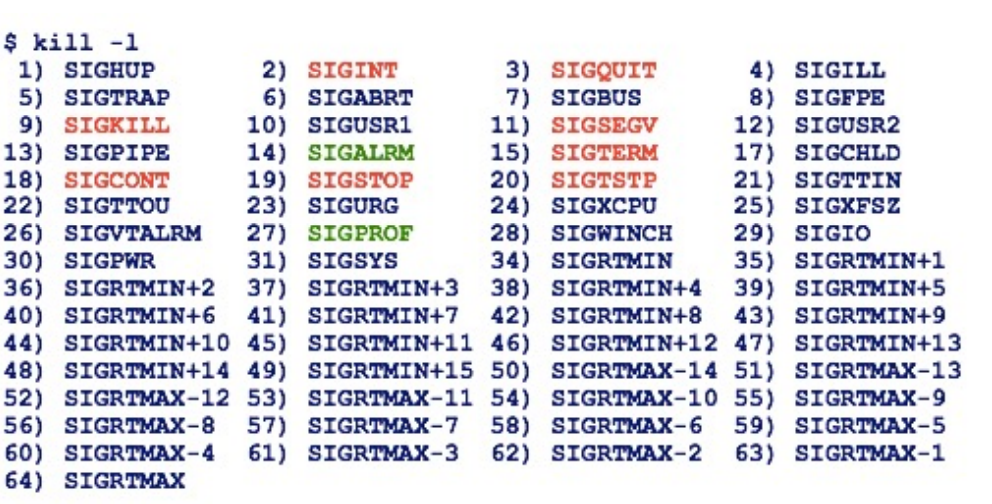 $ kill -l
 1) SIGHUP       2) SIGINT       3) SIGQUIT      4) SIGILL
 5) SIGTRAP      6) SIGABRT      7) SIGBUS       8) SIGFPE
 9) SIGKILL     10) SIGUSR1     11) SIGSEGV     12) SIGUSR2
13) SIGPIPE     14) SIGALRM     15) SIGTERM     17) SIGCHLD
18) SIGCONT     19) SIGSTOP     20) SIGTSTP     21) SIGTTIN
22) SIGTTOU     23) SIGURG      24) SIGXCPU     25) SIGXFSZ
26) SIGVTALRM   27) SIGPROF     28) SIGWINCH    29) SIGIO
30) SIGPWR      31) SIGSYS      34) SIGRTMIN    35) SIGRTMIN+1
36) SIGRTMIN+2  37) SIGRTMIN+3  38) SIGRTMIN+4  39) SIGRTMIN+5
40) SIGRTMIN+6  41) SIGRTMIN+7  42) SIGRTMIN+8  43) SIGRTMIN+9
44) SIGRTMIN+10 45) SIGRTMIN+11 46) SIGRTMIN+12 47) SIGRTMIN+13
48) SIGRTMIN+14 49) SIGRTMIN+15 50) SIGRTMAX-14 51) SIGRTMAX-13
52) SIGRTMAX-12 53) SIGRTMAX-11 54) SIGRTMAX-10 55) SIGRTMAX-9
56) SIGRTMAX-8  57) SIGRTMAX-7  58) SIGRTMAX-6  59) SIGRTMAX-5
60) SIGRTMAX-4  61) SIGRTMAX-3  62) SIGRTMAX-2  63) SIGRTMAX-1
64) SIGRTMAX